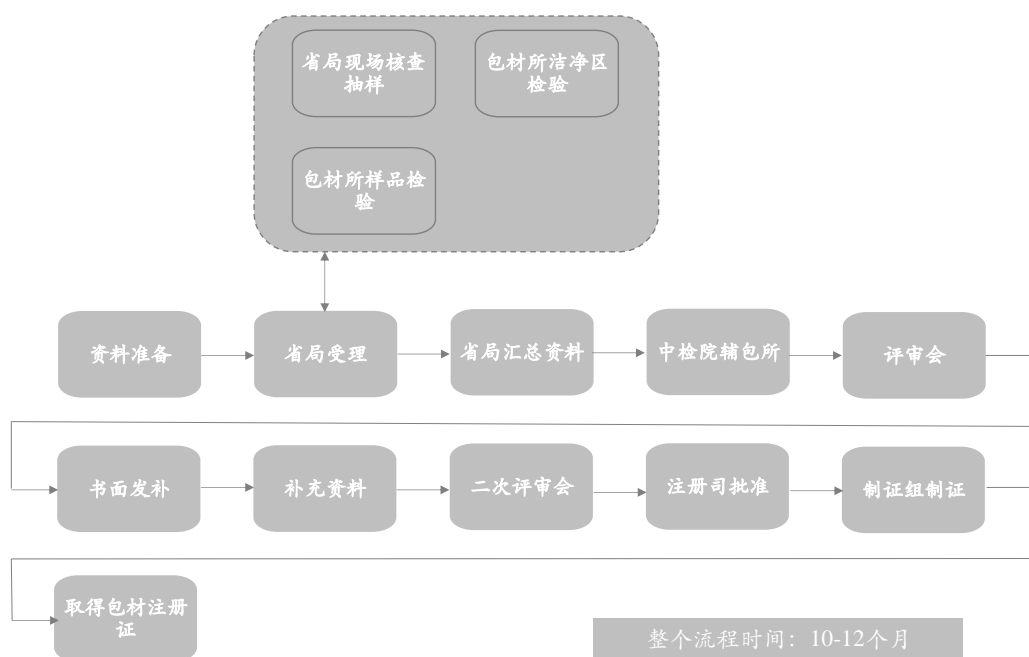 省局现场核查
抽样
包材所洁净区
检验
包材所样品检
验
资料准备
省局受理
省局汇总资料
中检院辅包所
评审会
书面发补
补充资料
二次评审会
注册司批准
制证组制证
取得包材注册
证
整个流程时间：10-12个月